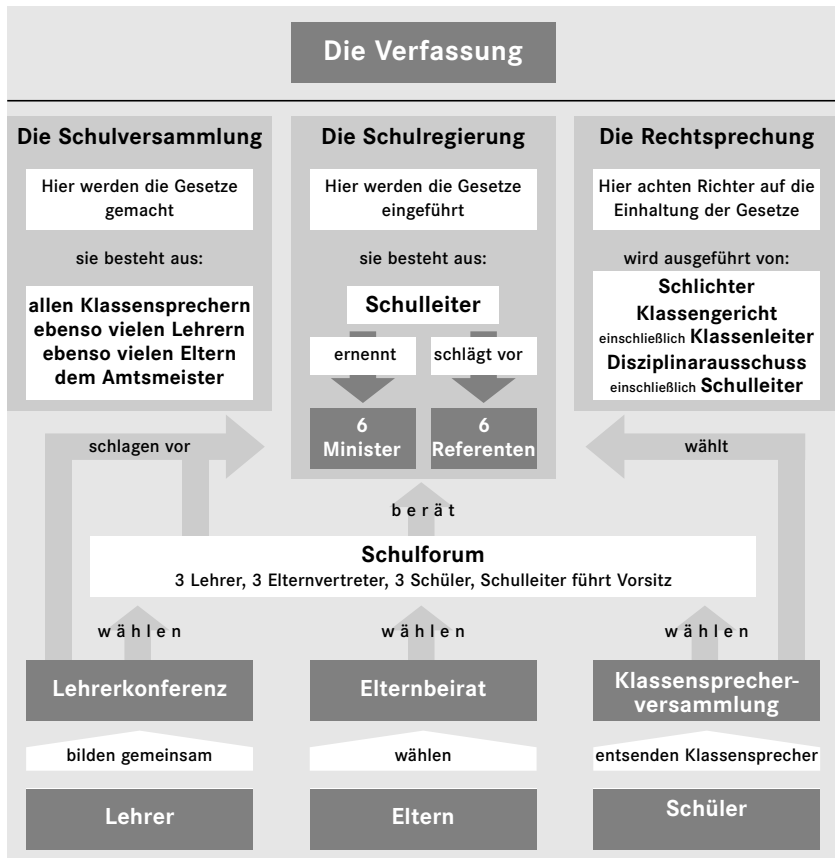 Die Verfassung
Die Schulversammlung
Hier werden die Gesetze
gemacht
sie besteht aus:
allen Klassensprechern
ebenso vielen Lehrern
ebenso vielen Eltern
dem Amtsmeister
Die Schulregierung
Hier werden die Gesetze
eingeführt
sie besteht aus:
Schulleiter
ernennt
schlägt vor
6
Minister
6
Referenten
Die Rechtsprechung
Hier achten Richter auf die
Einhaltung der Gesetze
wird ausgeführt von:
Schlichter
Klassengericht
einschließlich Klassenleiter
Disziplinarausschuss
einschließlich Schulleiter
schlagen vor
wählt
berät
Schulforum
3 Lehrer, 3 Elternvertreter, 3 Schüler, Schulleiter führt Vorsitz
wählen
wählen
wählen
Lehrerkonferenz
Elternbeirat
Klassensprecher-
versammlung
bilden gemeinsam
wählen
entsenden Klassensprecher
Lehrer
Eltern
Schüler